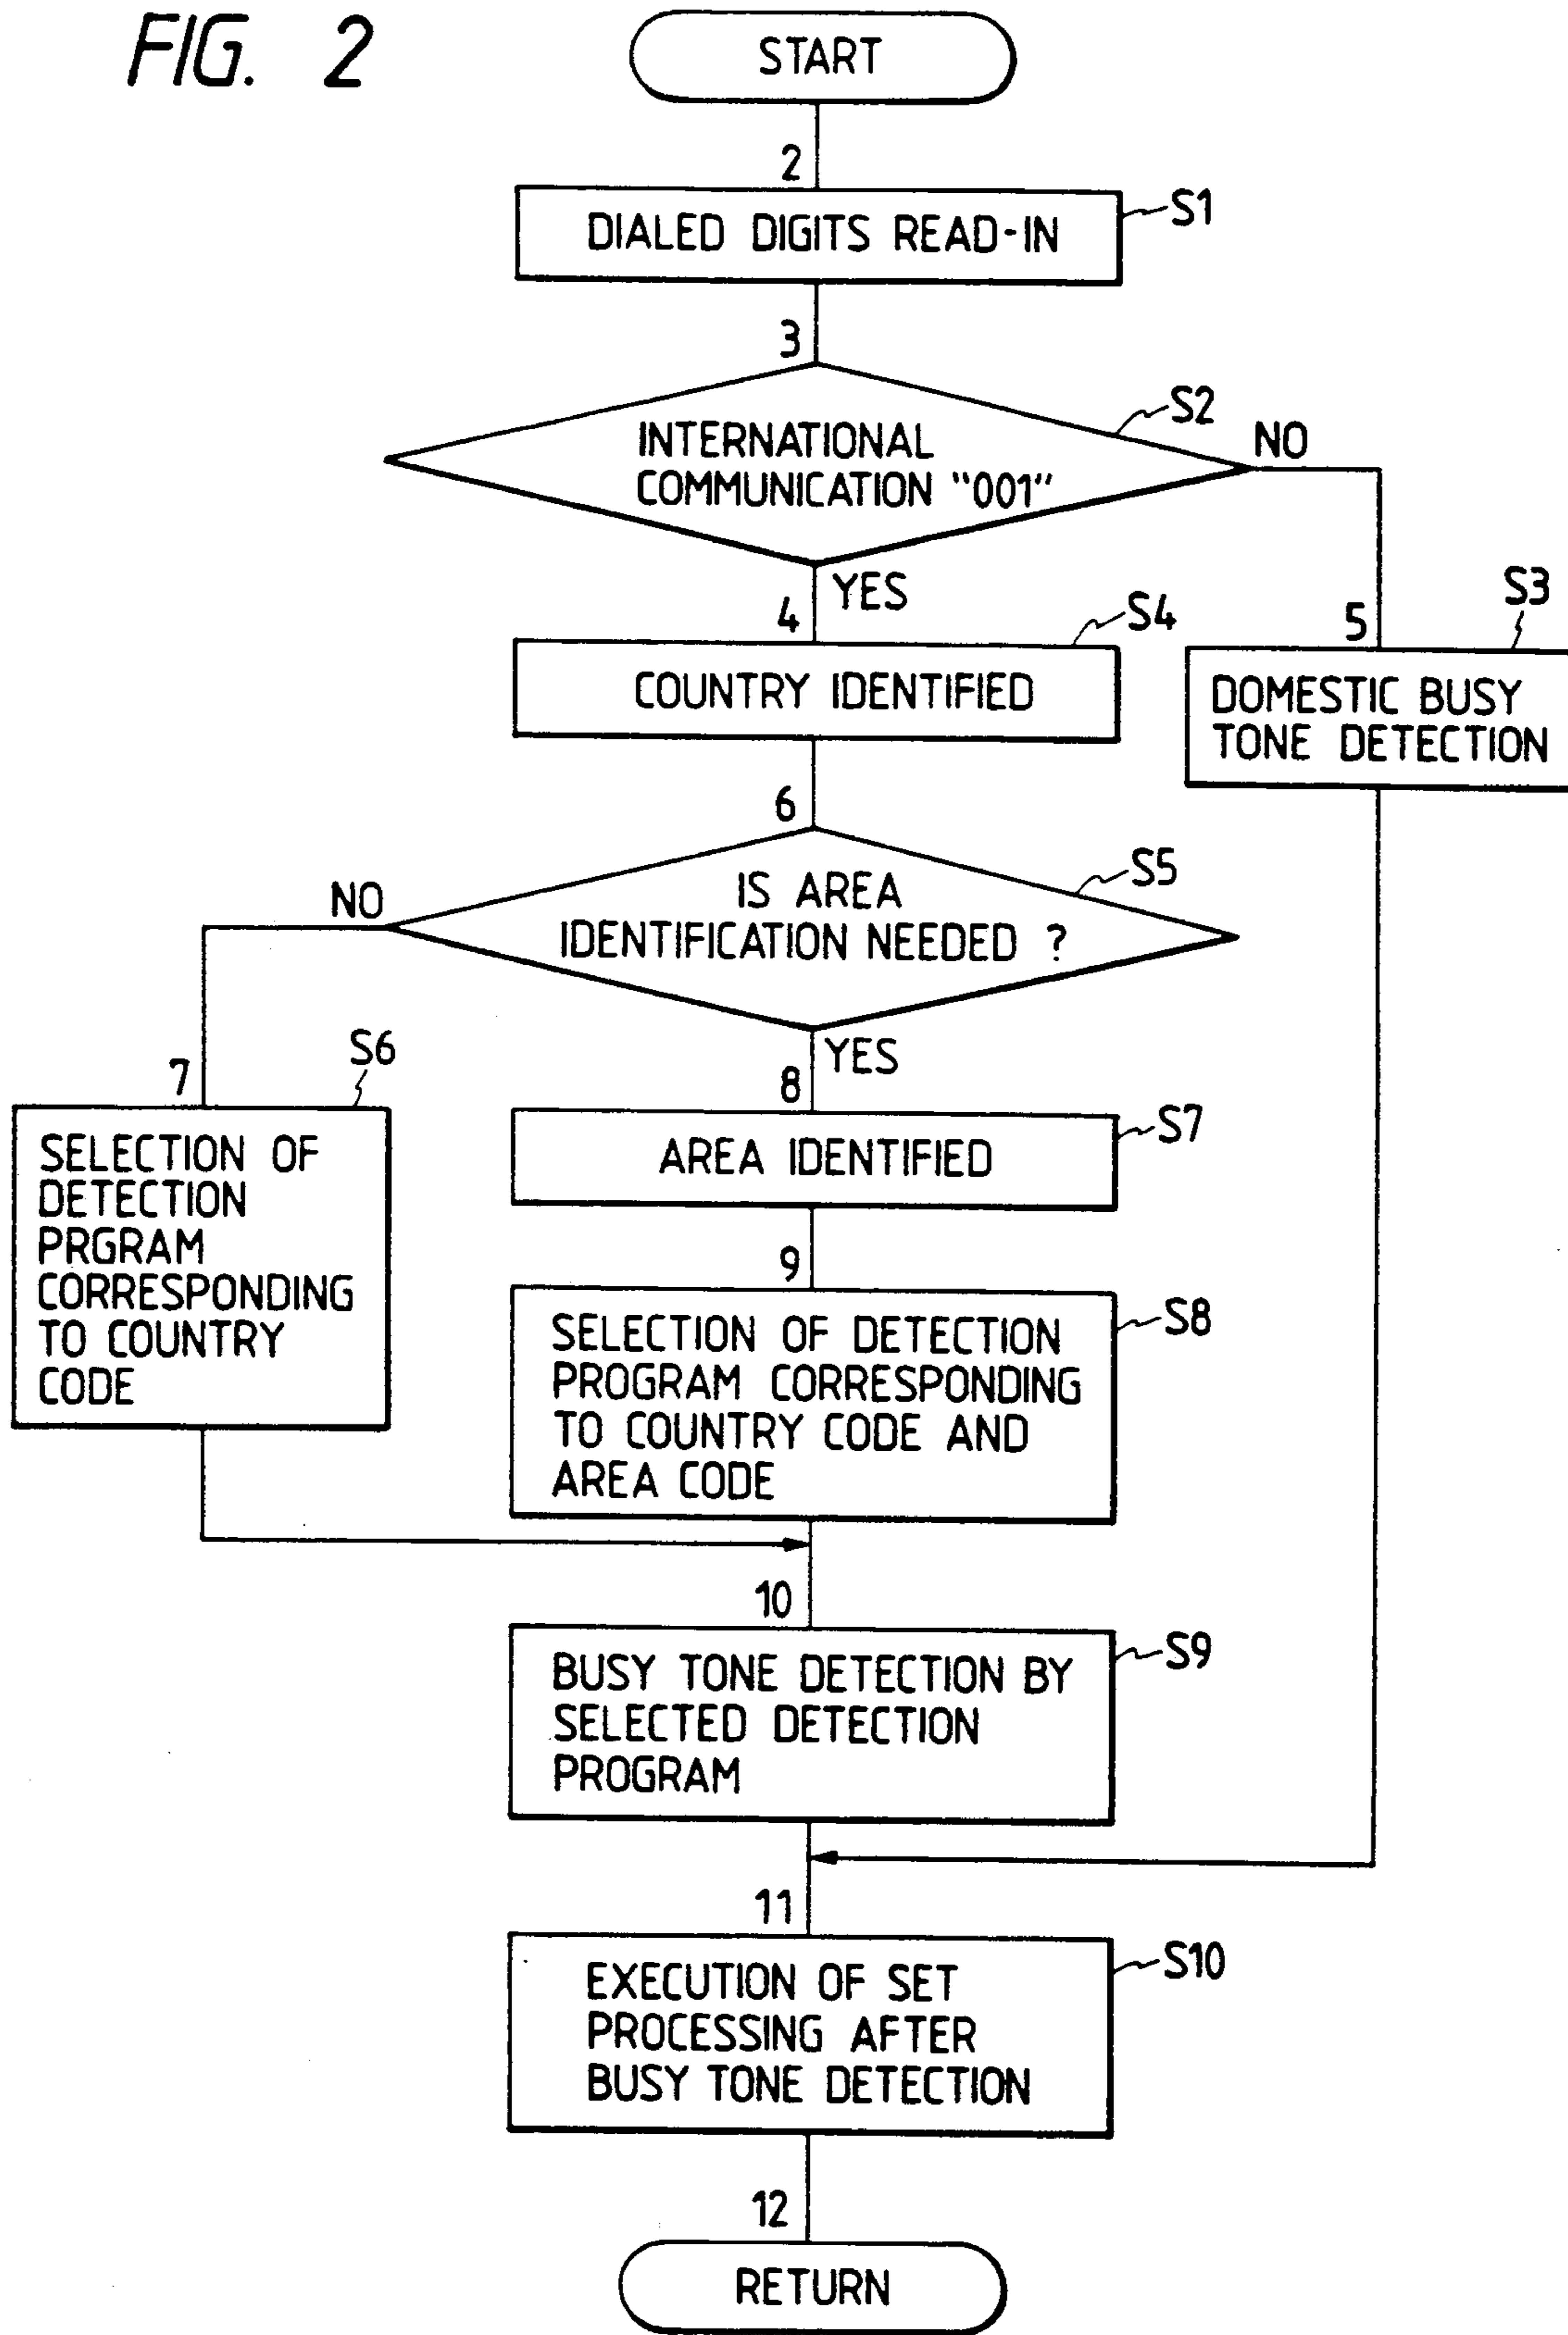 FIG. 2
START
2
DIALED DIGITS READ-IN
S1
3
INTERNATIONAL
COMMUNICATION "001"
S2
NO
YES
4
S4
COUNTRY IDENTIFIED
5
S3
DOMESTIC BUSY
TONE DETECTION
6
IS AREA
IDENTIFICATION NEEDED ?
S5
NO
YES
7
S6
SELECTION OF
DETECTION
PRGRAM
CORRESPONDING
TO COUNTRY
CODE
8
AREA IDENTIFIED
S7
9
SELECTION OF DETECTION
PROGRAM CORRESPONDING
TO COUNTRY CODE AND
AREA CODE
S8
10
BUSY TONE DETECTION BY
SELECTED DETECTION
PROGRAM
S9
11
EXECUTION OF SET
PROCESSING AFTER
BUSY TONE DETECTION
S10
12
RETURN